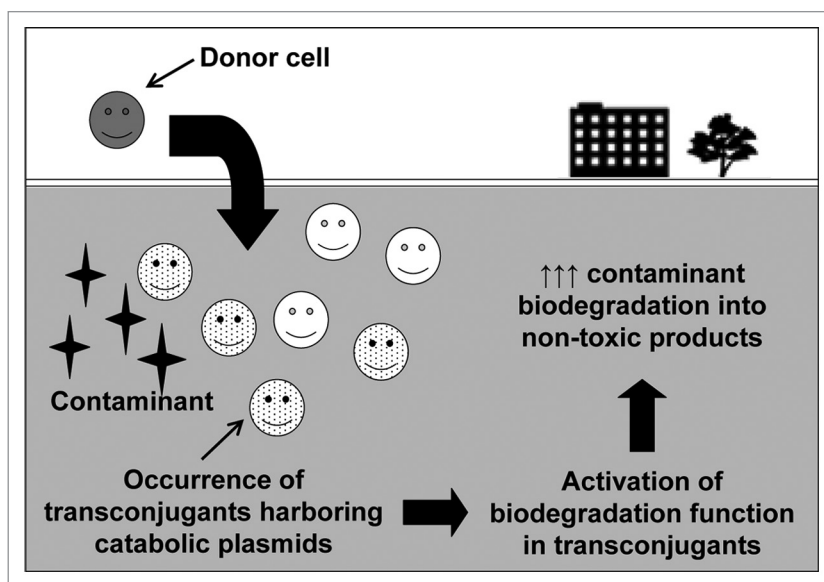 Donor cell
Contaminant
Occurrence of
transconjugants harboring
catabolic plasmids
Activation of
biodegradation function
in transconjugants
↑↑↑ contaminant
biodegradation into
non-toxic products